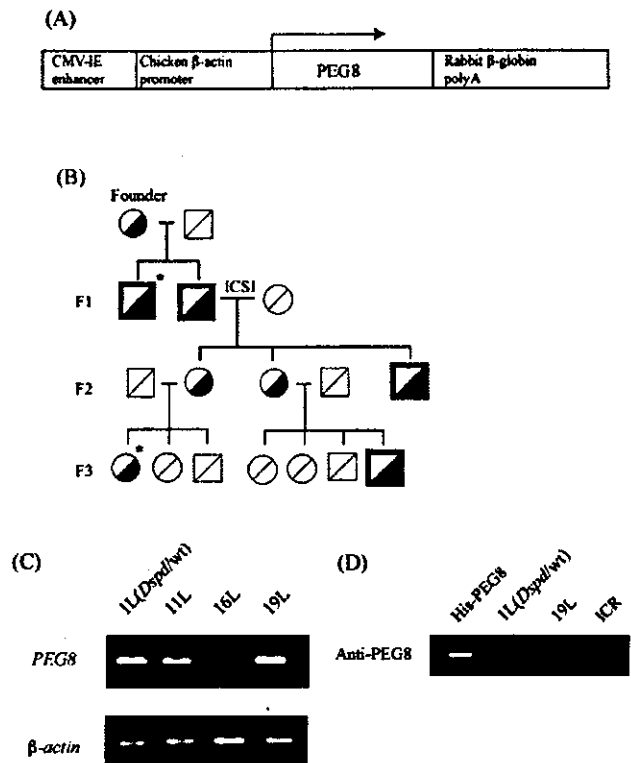 (A)
CMV-IE enhancer
Chicken β-actin promoter
PEG8
Rabbit β-globin polyA
(B)
Founder
*
F1
ICSI
F2
*
F3
(C)
1L(Dspd/wt)
11L
16L
19L
PEG8
β-actin
(D)
His-PEG8
1L(Dspd/wt)
19L
ICR
Anti-PEG8